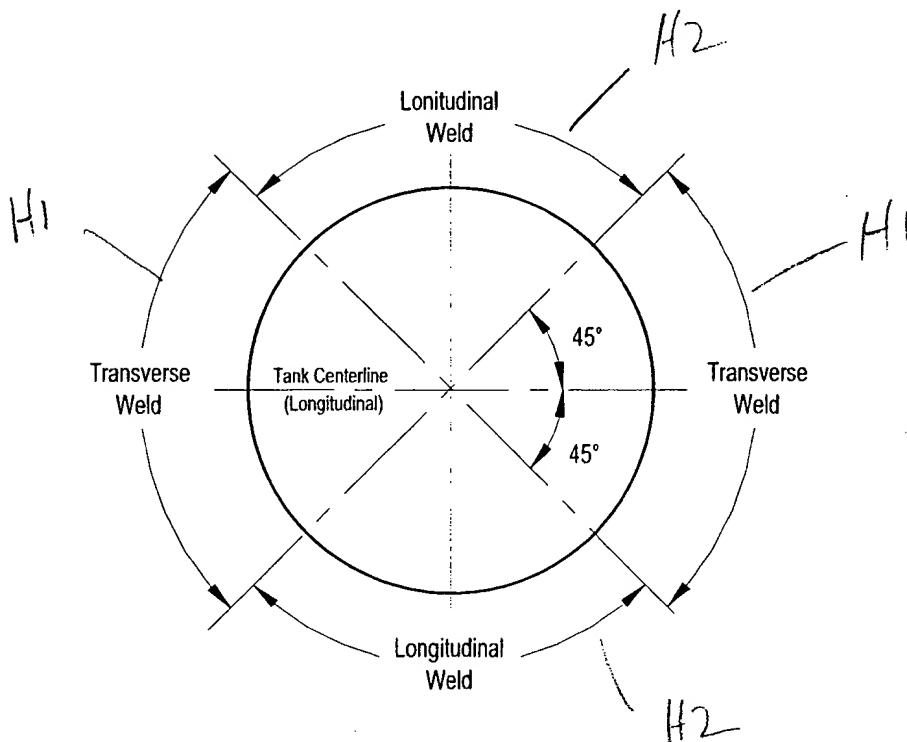 H2
Lonitudinal
Weld
H1
H1
45°
Transverse
Weld
Tank Centerline
(Longitudinal)
Transverse
Weld
45°
Longitudinal
Weld
H2